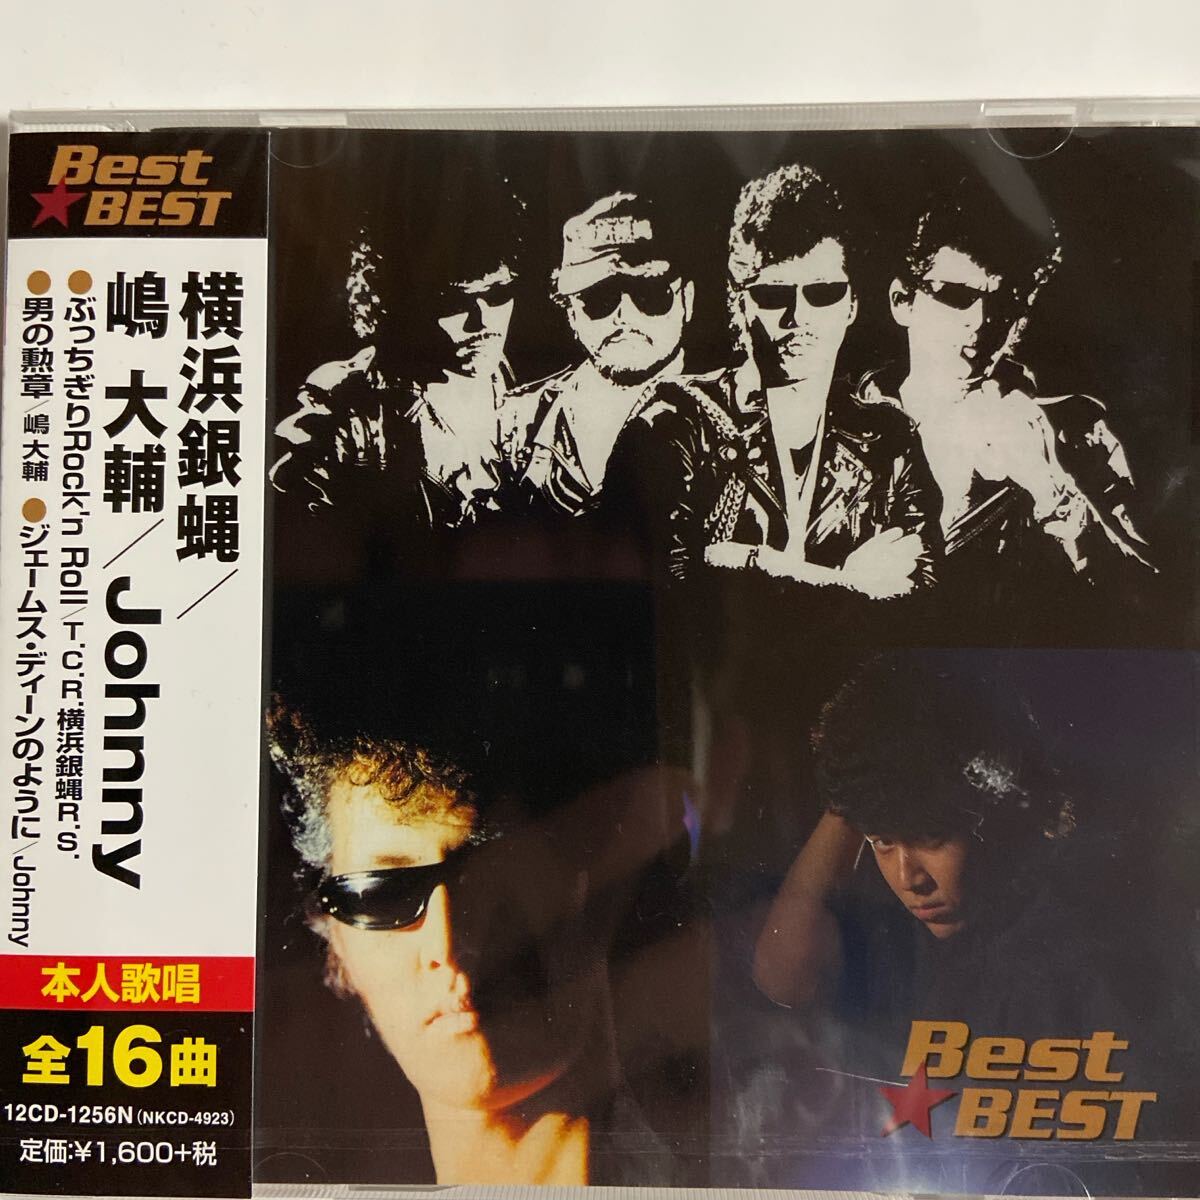 Best
BEST
横浜銀蝿／
嶋 大輔／Johnny
●ぶっちぎりRock'n Roll/T.C.R.横浜銀蝿R.S.
●男の勲章/嶋 大輔 ●ジェームス・ディーンのように/Johnny
本人歌唱
全16曲
12CD-1256N(NKCD-4923)
定価:¥1,600+税
Best
BEST